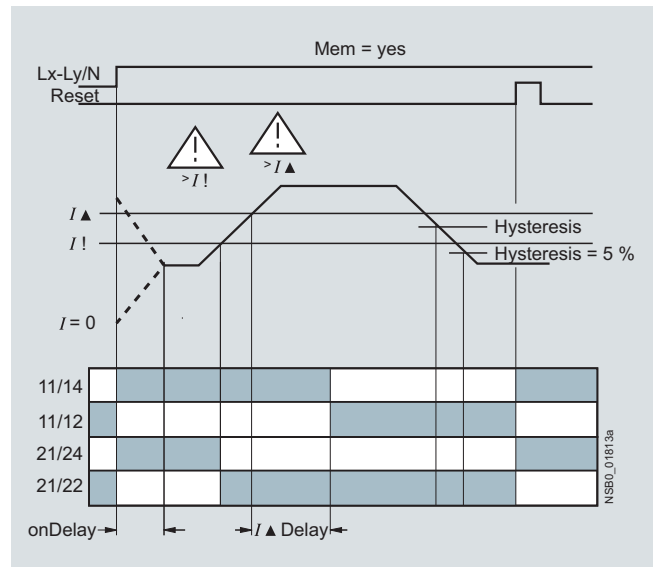 Mem = yes
Lx-Ly/N
Reset
>I !
>I ▲
I ▲
I !
Hysteresis
Hysteresis = 5 %
I = 0
11/14
11/12
21/24
21/22
NSB0_01813a
onDelay
I ▲ Delay